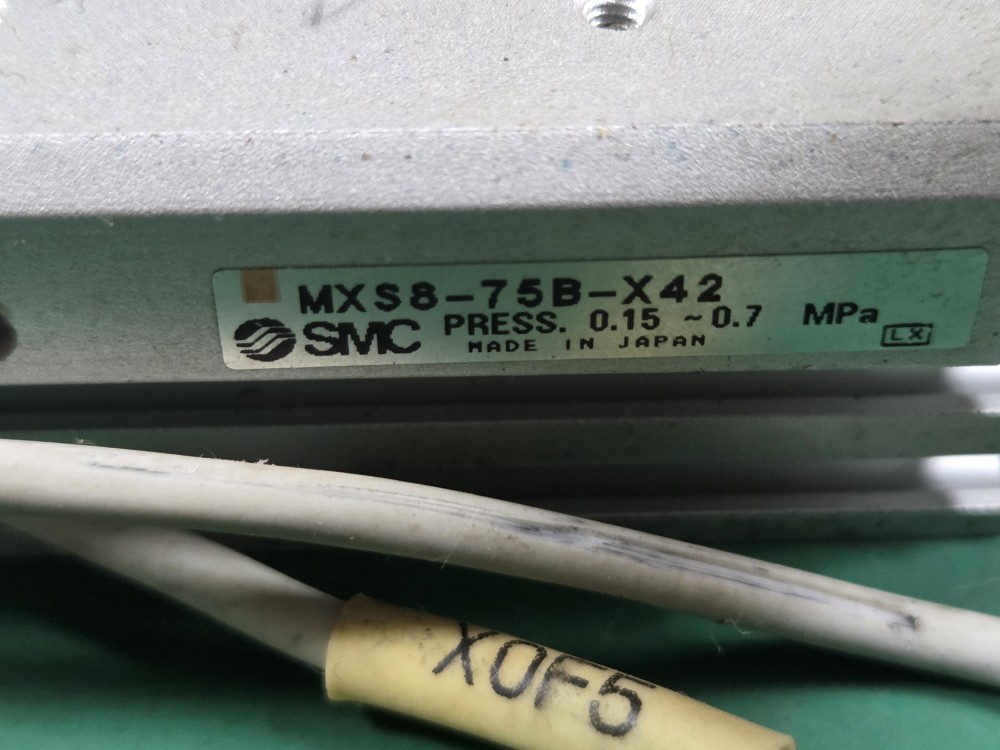 MXS8-75B-X42
SMC PRESS. 0.15 ~0.7 MPa
MADE IN JAPAN
LX
X0F5